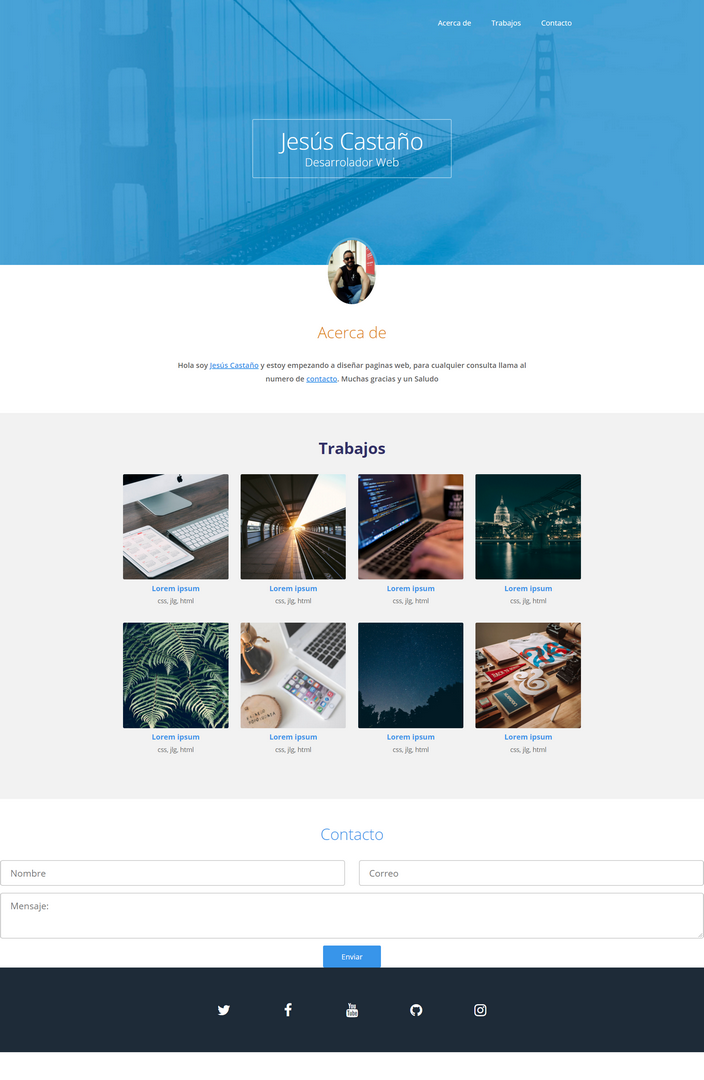 Acerca de Trabajos Contacto
Jesús Castaño
Desarrolador Web
Acerca de
Hola soy Jesús Castaño y estoy empezando a diseñar paginas web, para cualquier consulta llama al
numero de contacto. Muchas gracias y un Saludo
Trabajos
Lorem ipsum Lorem ipsum Lorem ipsum Lorem ipsum
css, jlg, html css, jlg, html css, jlg, html css, jlg, html
Lorem ipsum Lorem ipsum Lorem ipsum Lorem ipsum
css, jlg, html css, jlg, html css, jlg, html css, jlg, html
Contacto
Nombre Correo
Mensaje:
Enviar
You
Tube